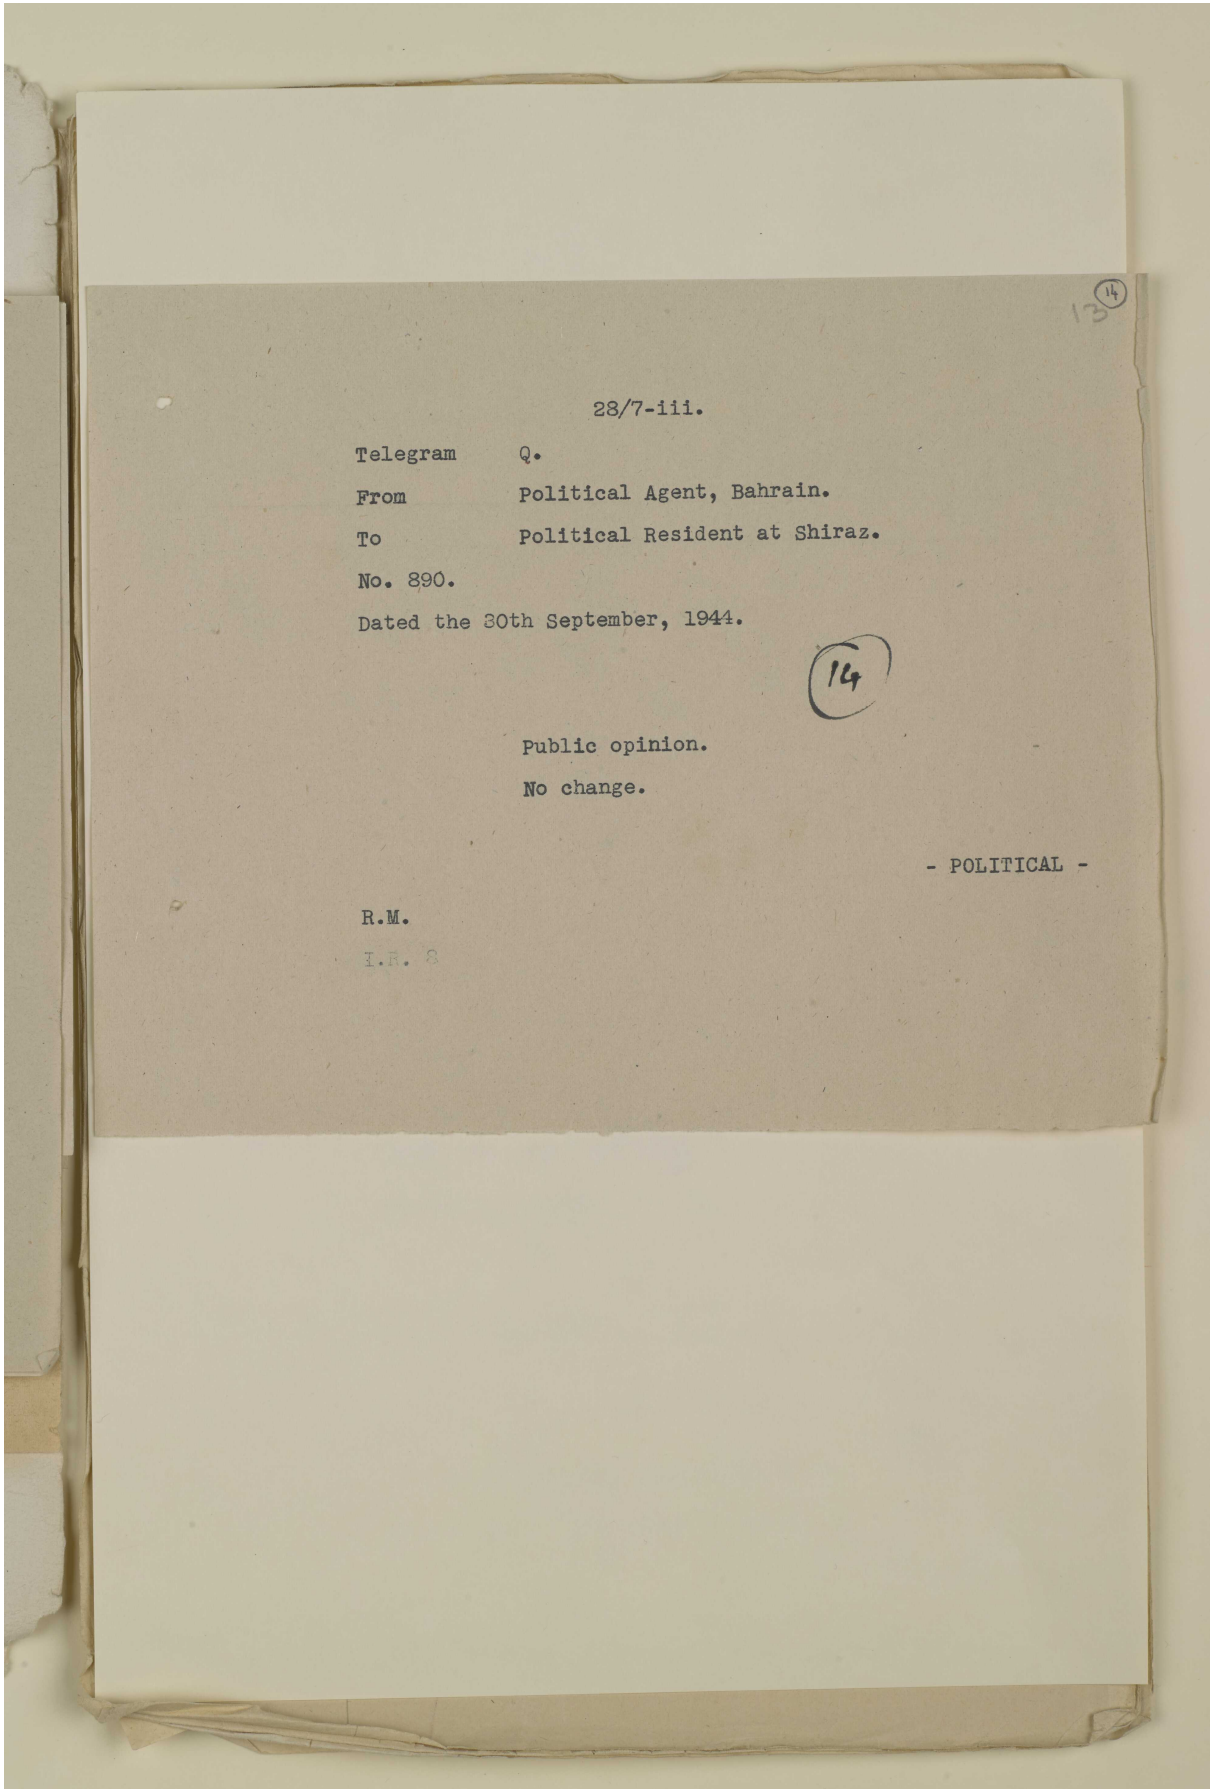 14
13
28/7-iii.
Telegram Q.
From Political Agent, Bahrain.
To Political Resident at Shiraz.
No. 890.
Dated the 30th September, 1944.
14
Public opinion.
No change.
- POLITICAL -
R.M.
I.R. 8